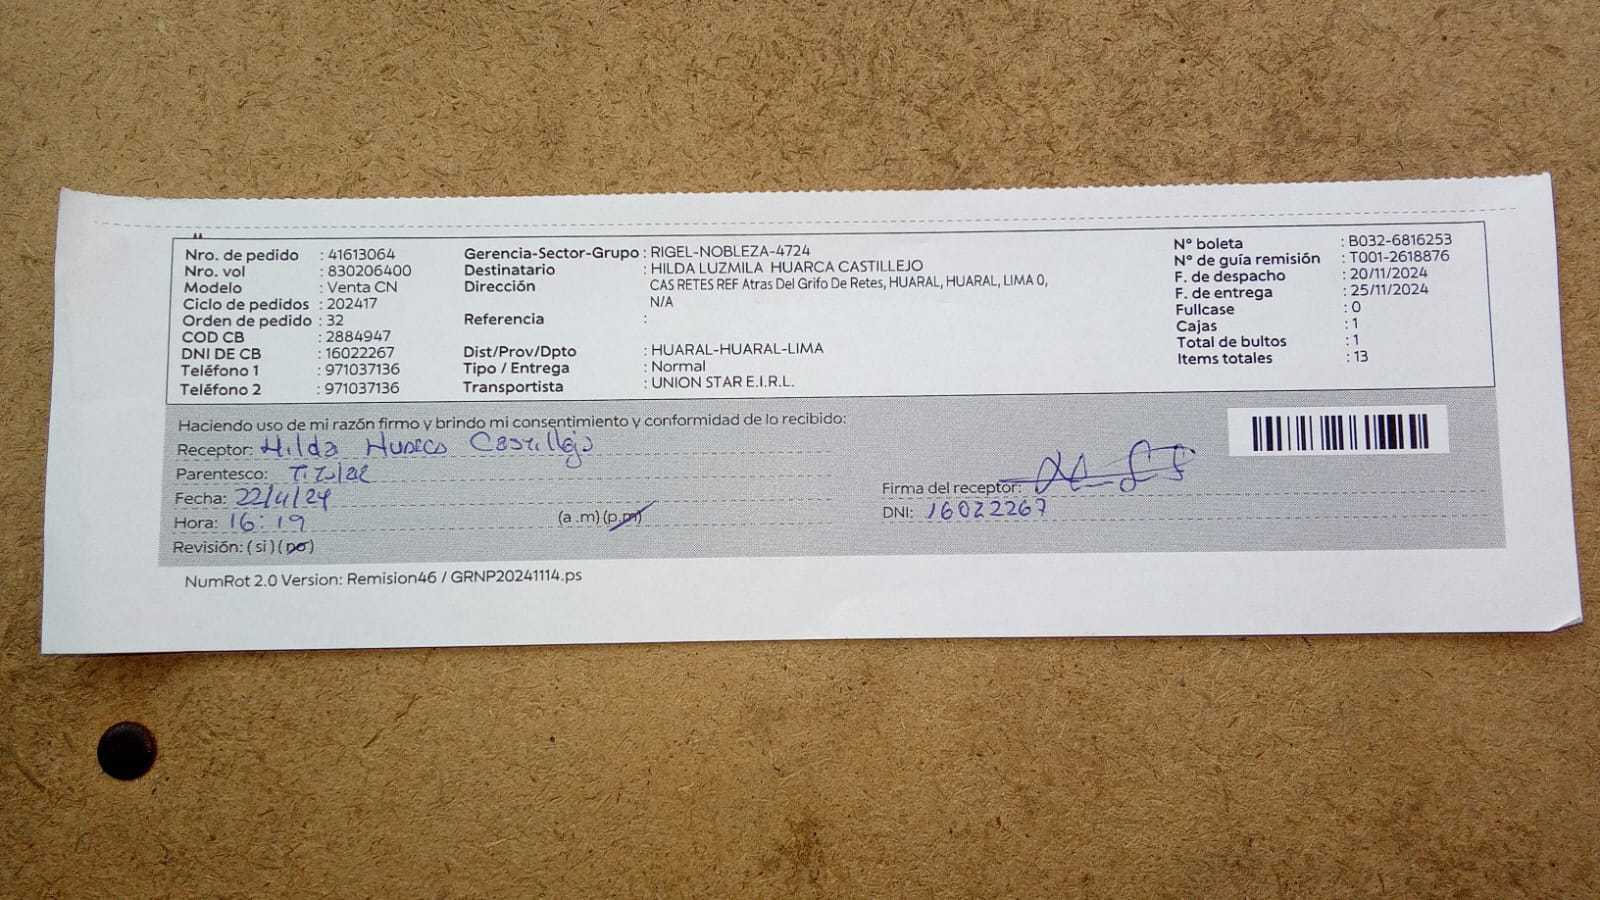 Nro. de pedido : 41613064
Nro. vol : 830206400
Modelo : Venta CN
Ciclo de pedidos : 202417
Orden de pedido : 32
COD CB : 2884947
DNI DE CB : 16022267
Teléfono 1 : 971037136
Teléfono 2 : 971037136
Gerencia-Sector-Grupo : RIGEL-NOBLEZA-4724
Destinatario : HILDA LUZMILA HUARCA CASTILLEJO
Dirección : CAS RETES REF Atras Del Grifo De Retes, HUARAL, HUARAL, LIMA 0,
N/A
Referencia :
Dist/Prov/Dpto : HUARAL-HUARAL-LIMA
Tipo / Entrega : Normal
Transportista : UNION STAR E.I.R.L.
N° boleta : B032-6816253
N° de guía remisión : T001-2618876
F. de despacho : 20/11/2024
F. de entrega : 25/11/2024
Fullcase : 0
Cajas : 1
Total de bultos : 1
Items totales : 13
Haciendo uso de mi razón firmo y brindo mi consentimiento y conformidad de lo recibido:
Receptor: Hilda Huarca Castillejo
Parentesco: Titular
Fecha: 22/11/24
Hora: 16:19 (a .m) (p.m)
Revisión: ( si ) ( no )
Firma del receptor:
DNI: 16022267
NumRot 2.0 Version: Remision46 / GRNP20241114.ps